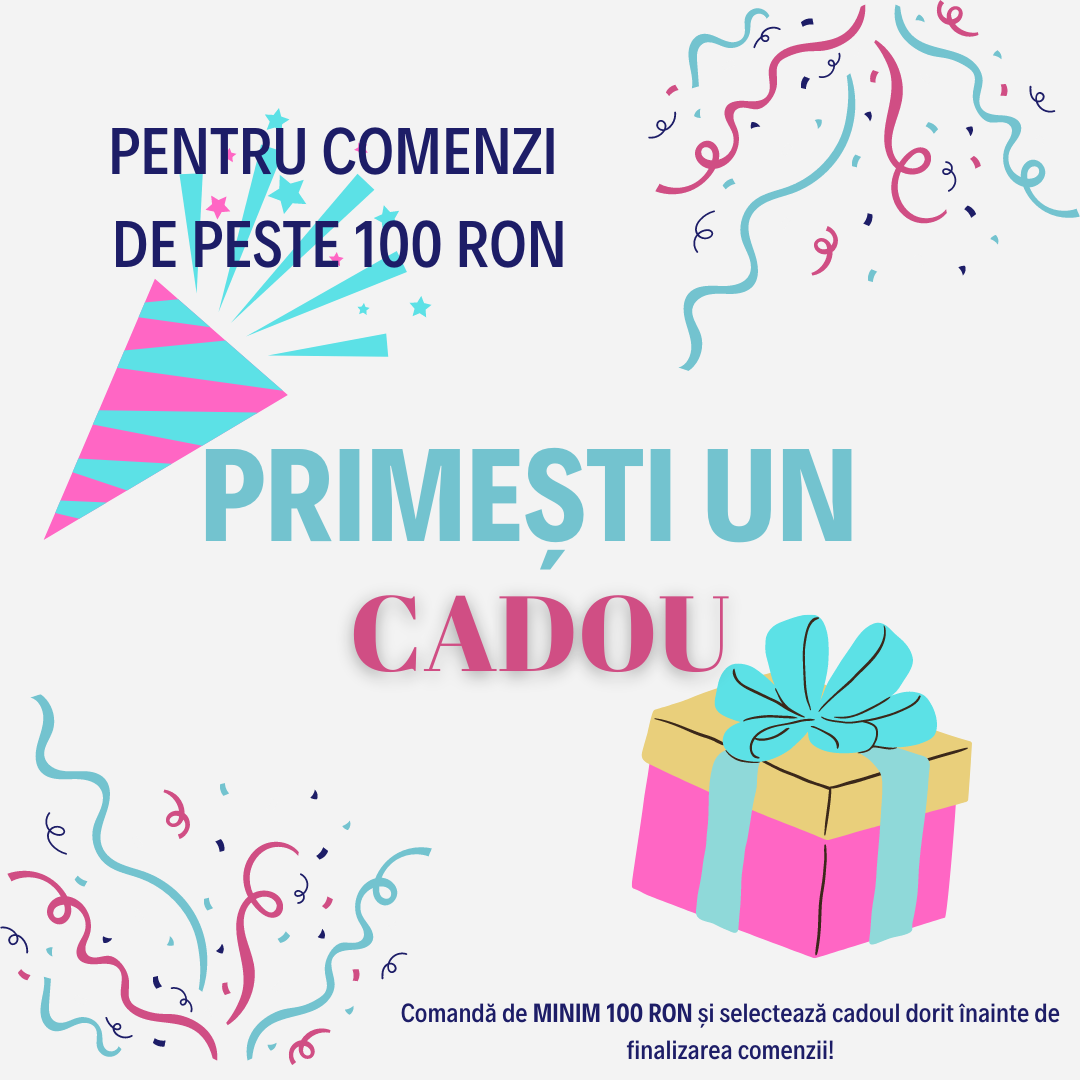 PENTRU COMENZI
DE PESTE 100 RON
PRIMEȘTI UN
CADOU
Comandă de MINIM 100 RON și selectează cadoul dorit înainte de
finalizarea comenzii!